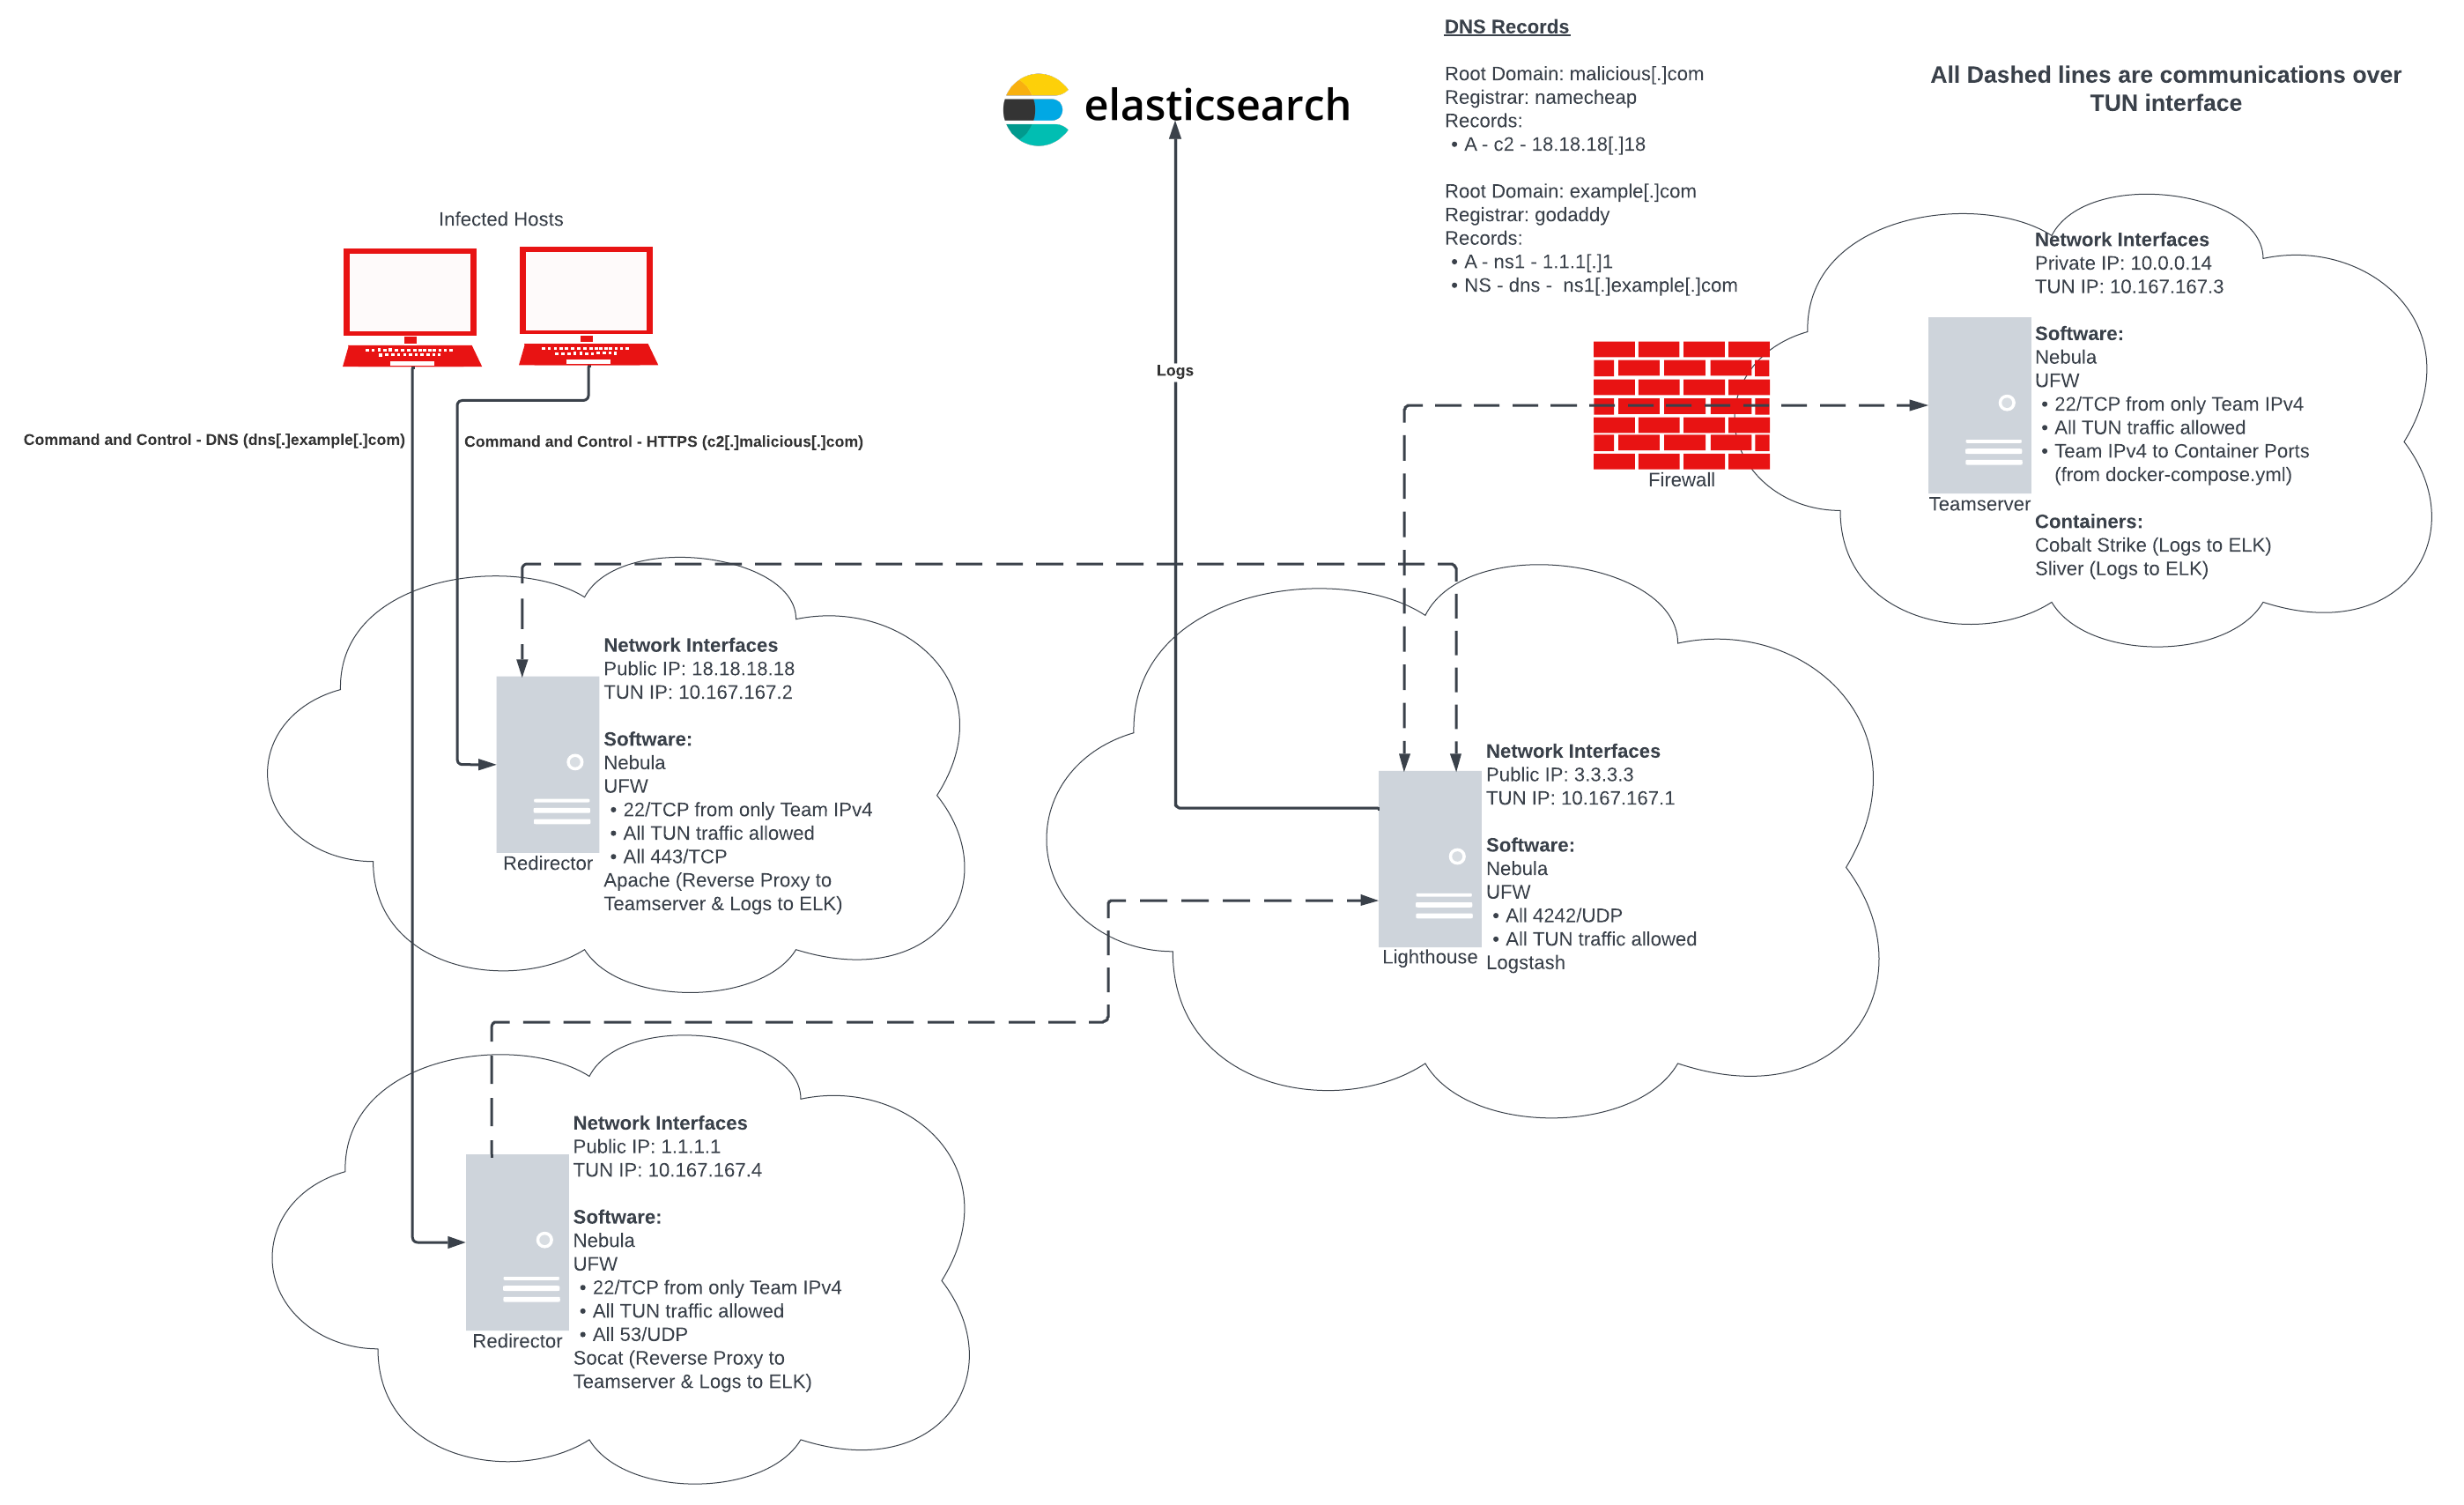 DNS Records
Root Domain: malicious[.]com
Registrar: namecheap
Records:
• A - c2 - 18.18.18[.]18
Root Domain: example[.]com
Registrar: godaddy
Records:
• A - ns1 - 1.1.1[.]1
• NS - dns - ns1[.]example[.]com
All Dashed lines are communications over
TUN interface
elasticsearch
Logs
Infected Hosts
Command and Control - DNS (dns[.]example[.]com)
Command and Control - HTTPS (c2[.]malicious[.]com)
Firewall
Teamserver
Network Interfaces
Private IP: 10.0.0.14
TUN IP: 10.167.167.3
Software:
Nebula
UFW
• 22/TCP from only Team IPv4
• All TUN traffic allowed
• Team IPv4 to Container Ports
(from docker-compose.yml)
Containers:
Cobalt Strike (Logs to ELK)
Sliver (Logs to ELK)
Redirector
Network Interfaces
Public IP: 18.18.18.18
TUN IP: 10.167.167.2
Software:
Nebula
UFW
• 22/TCP from only Team IPv4
• All TUN traffic allowed
• All 443/TCP
Apache (Reverse Proxy to
Teamserver & Logs to ELK)
Lighthouse
Network Interfaces
Public IP: 3.3.3.3
TUN IP: 10.167.167.1
Software:
Nebula
UFW
• All 4242/UDP
• All TUN traffic allowed
Logstash
Redirector
Network Interfaces
Public IP: 1.1.1.1
TUN IP: 10.167.167.4
Software:
Nebula
UFW
• 22/TCP from only Team IPv4
• All TUN traffic allowed
• All 53/UDP
Socat (Reverse Proxy to
Teamserver & Logs to ELK)